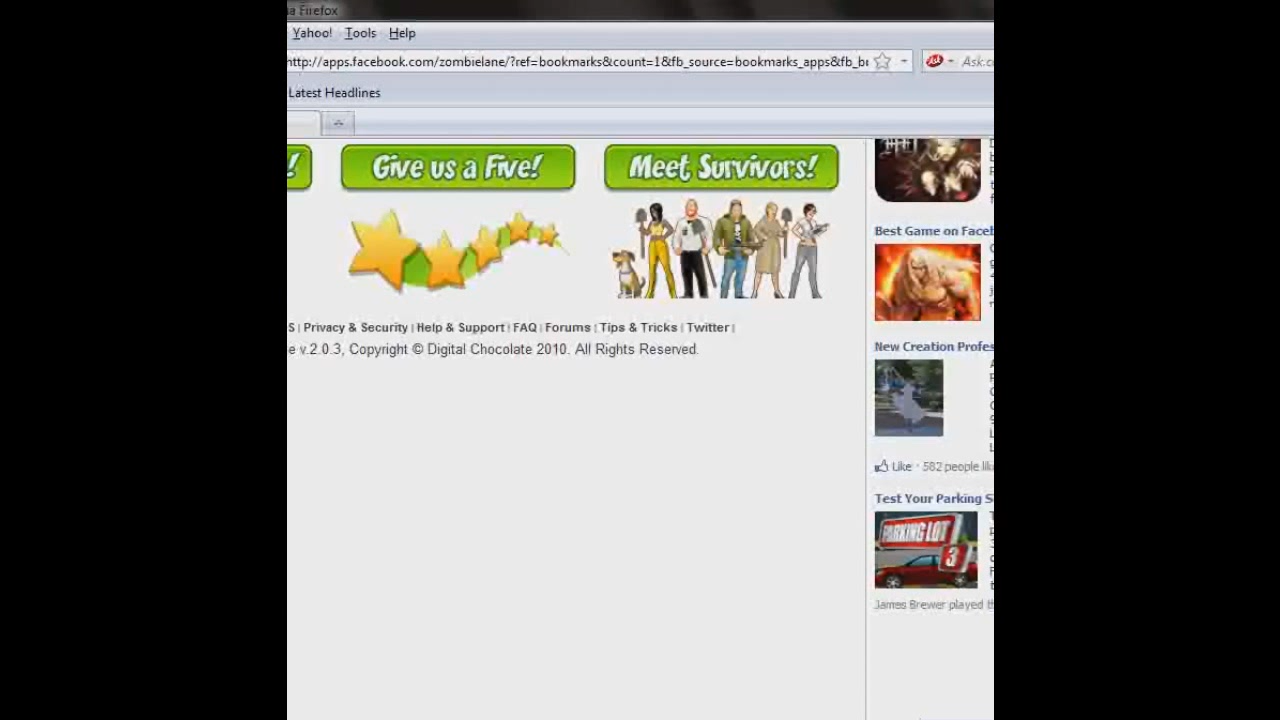 a Firefox
Yahoo! Tools Help
http://apps.facebook.com/zombielane/?ref=bookmarks&count=1&fb_source=bookmarks_apps&fb_b
Latest Headlines
! Give us a Five! Meet Survivors!
Best Game on Faceb
New Creation Profes
Like · 582 people lik
S | Privacy & Security | Help & Support | FAQ | Forums | Tips & Tricks | Twitter |
e v.2.0.3, Copyright © Digital Chocolate 2010. All Rights Reserved.
Test Your Parking S
PARKING LOT
3
James Brewer played th